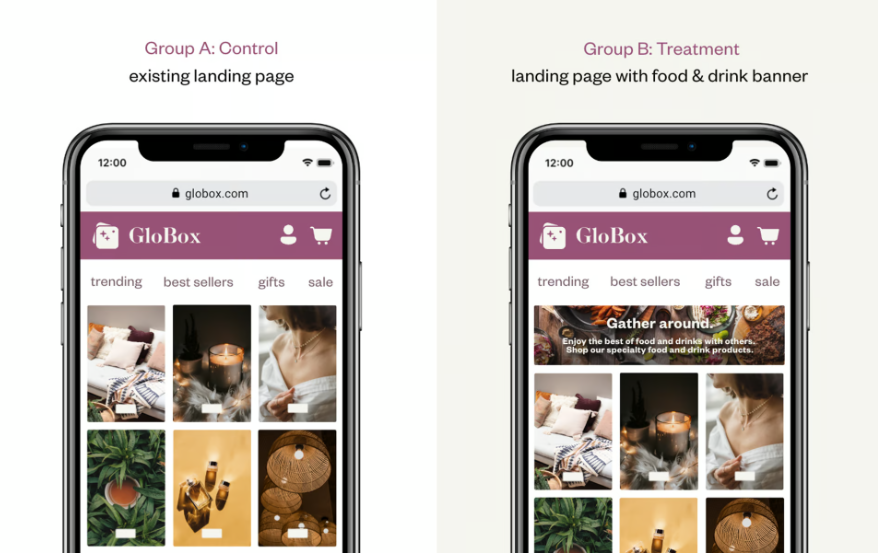 Group A: Control
existing landing page
12:00
globox.com
GloBox
trending best sellers gifts sale
Group B: Treatment
landing page with food & drink banner
12:00
globox.com
GloBox
trending best sellers gifts sale
Gather around.
Enjoy the best of food and drinks with others.
Shop our specialty food and drink products.